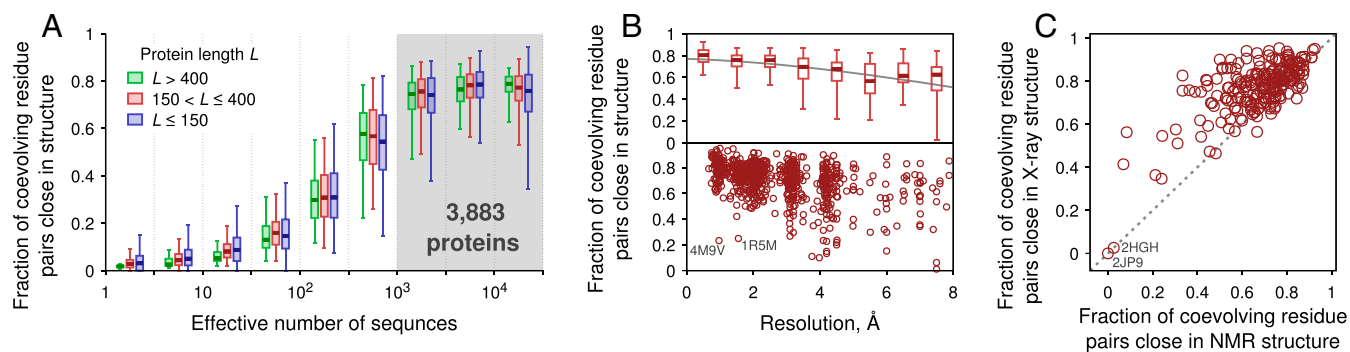 A
Fraction of coevolving residue
pairs close in structure
1
0.8
0.6
0.4
0.2
0
Protein length L
L > 400
150 < L ≤ 400
L ≤ 150
3,883
proteins
1
10
10²
10³
10⁴
Effective number of sequnces
B
Fraction of coevolving residue
pairs close in structure
1
0.8
0.6
0.4
0.2
0
0.8
0.6
0.4
0.2
0
4M9V
1R5M
0
2
4
6
8
Resolution, Å
C
Fraction of coevolving residue
pairs close in X-ray structure
1
0.8
0.6
0.4
0.2
0
2HGH
2JP9
0
0.2
0.4
0.6
0.8
1
Fraction of coevolving residue
pairs close in NMR structure